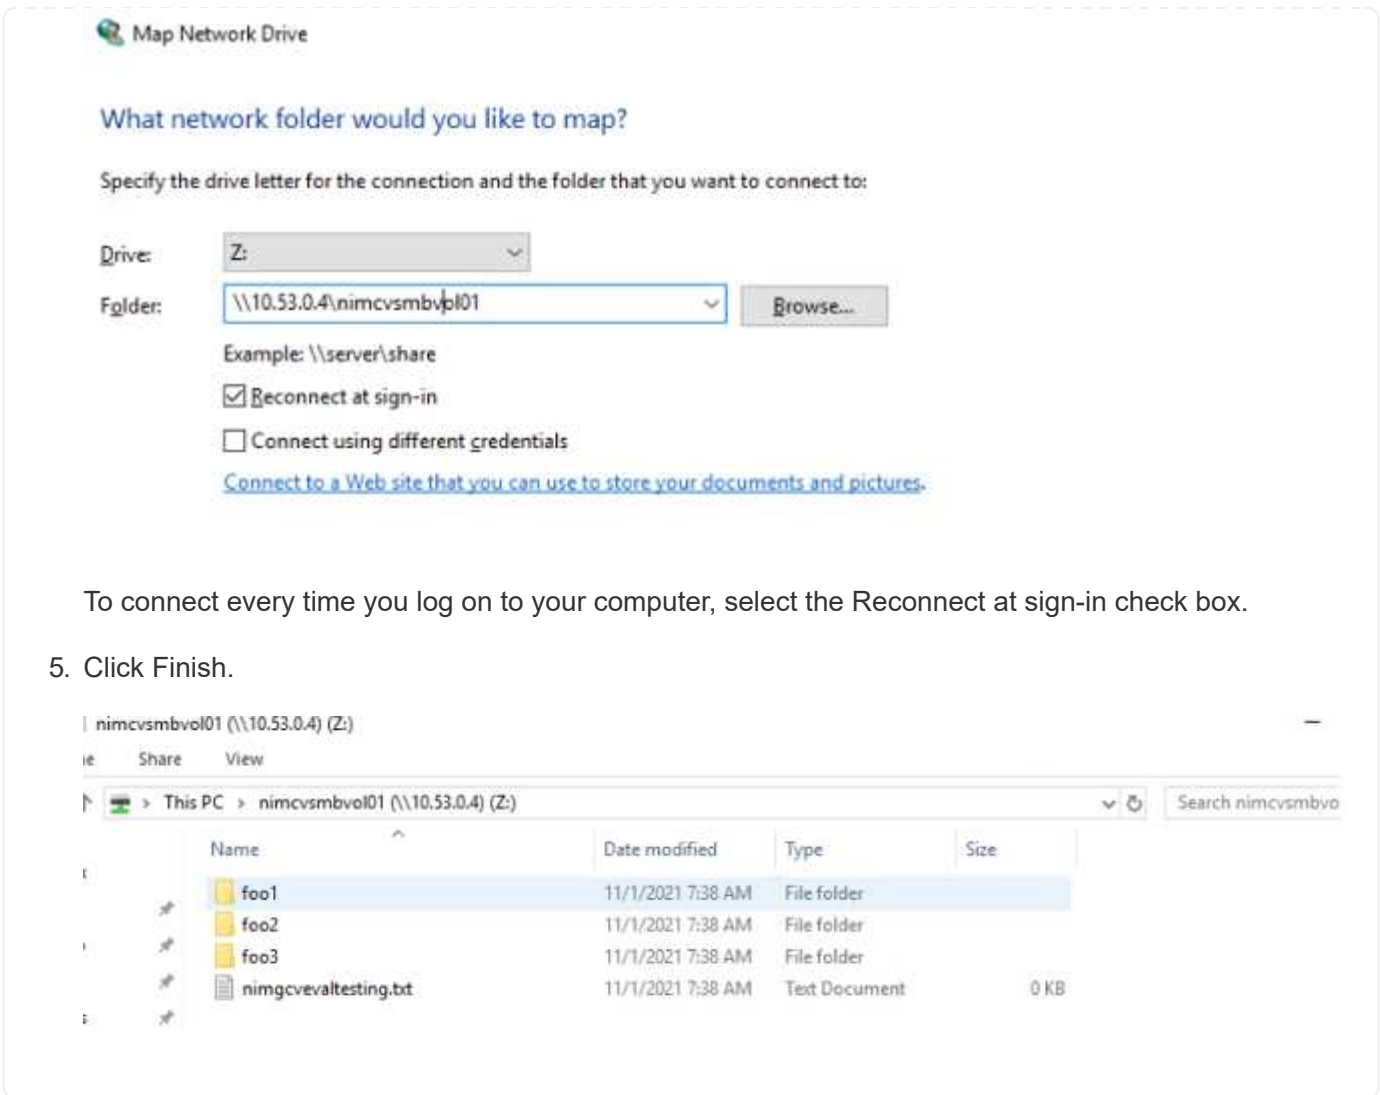 Map Network Drive
What network folder would you like to map?
Specify the drive letter for the connection and the folder that you want to connect to:
Drive: Z:
Folder: \\10.53.0.4\nimcvsmbvol01 Browse...
Example: \\server\share
Reconnect at sign-in
Connect using different credentials
Connect to a Web site that you can use to store your documents and pictures.
To connect every time you log on to your computer, select the Reconnect at sign-in check box.
5. Click Finish.
nimcvsmbvol01 (\\10.53.0.4) (Z:)
Share View
This PC > nimcvsmbvol01 (\\10.53.0.4) (Z:) Search nimcvsmbvo
Name Date modified Type Size
foo1 11/1/2021 7:38 AM File folder
foo2 11/1/2021 7:38 AM File folder
foo3 11/1/2021 7:38 AM File folder
nimgcvevaltesting.txt 11/1/2021 7:38 AM Text Document 0 KB